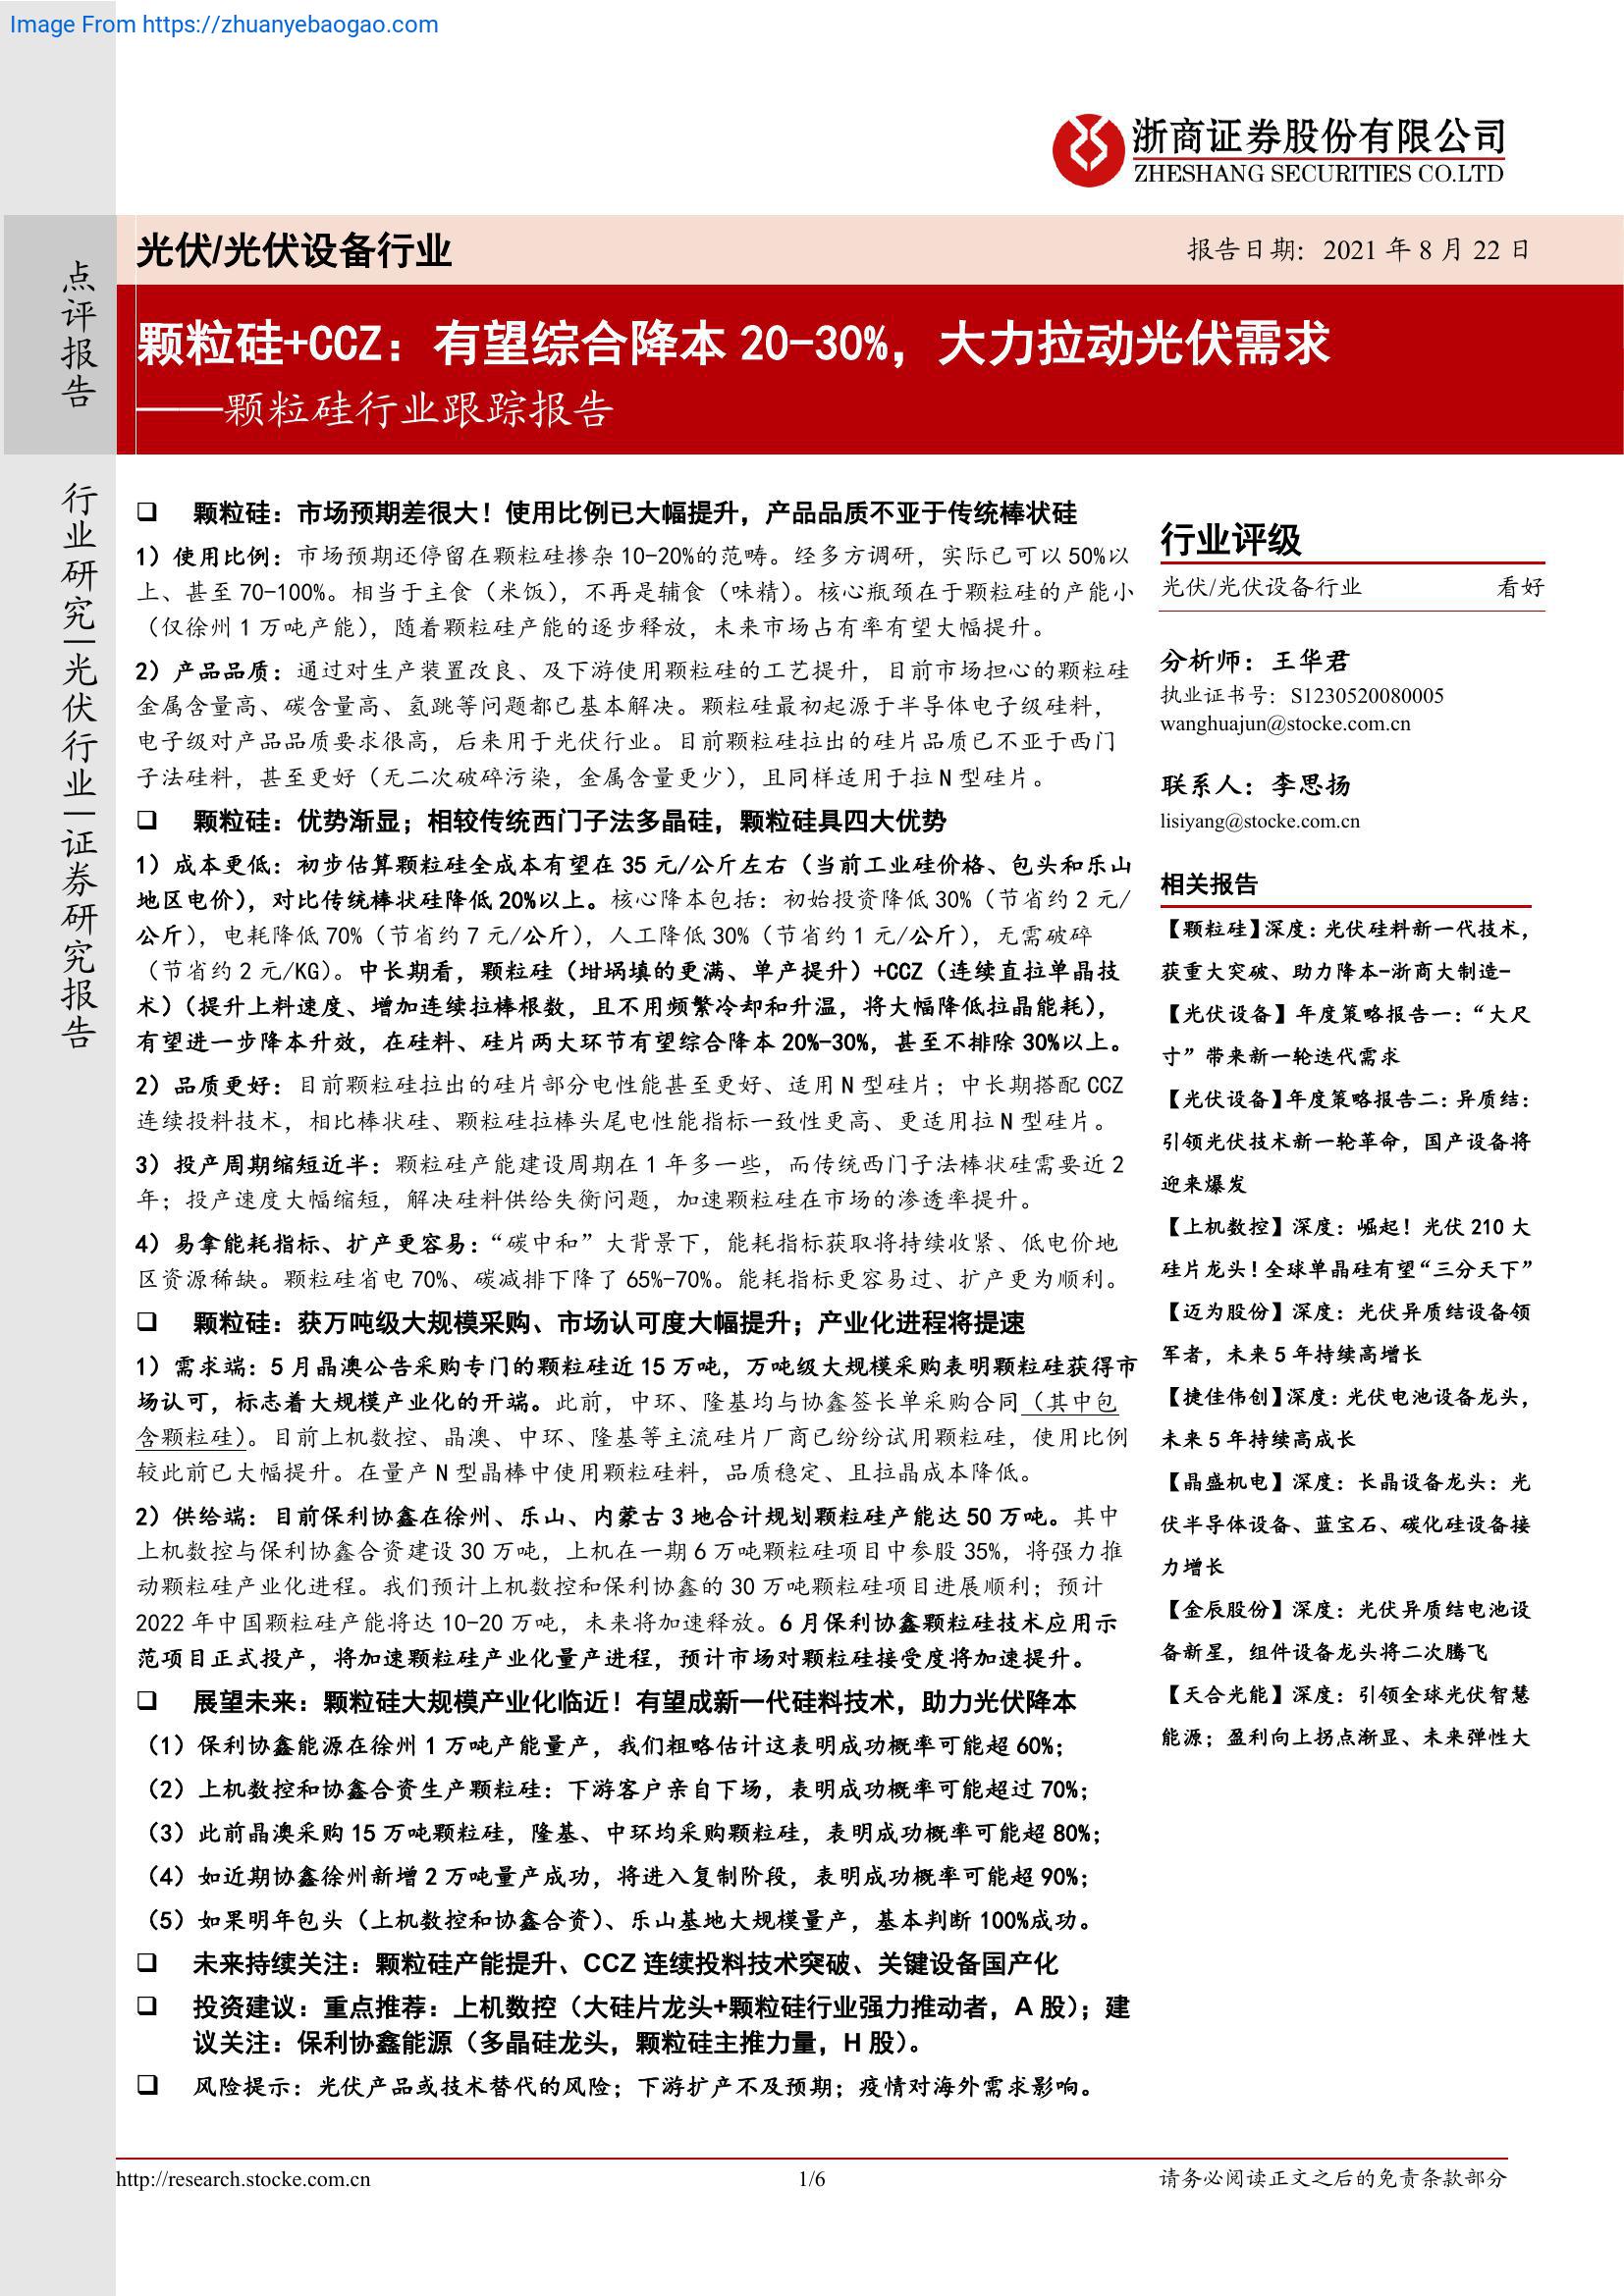 Image From https://zhuanyebaogao.com
浙商证券股份有限公司
ZHESHANG SECURITIES CO.LTD
点评报告
行业研究|光伏行业|证券研究报告
光伏/光伏设备行业
报告日期：2021 年 8 月 22 日
颗粒硅+CCZ：有望综合降本 20-30%，大力拉动光伏需求
——颗粒硅行业跟踪报告
❑ 颗粒硅：市场预期差很大！使用比例已大幅提升，产品品质不亚于传统棒状硅
1）使用比例：市场预期还停留在颗粒硅掺杂 10-20%的范畴。经多方调研，实际已可以 50%以
上、甚至 70-100%。相当于主食（米饭），不再是辅食（味精）。核心瓶颈在于颗粒硅的产能小
（仅徐州 1 万吨产能），随着颗粒硅产能的逐步释放，未来市场占有率有望大幅提升。
2）产品品质：通过对生产装置改良、及下游使用颗粒硅的工艺提升，目前市场担心的颗粒硅
金属含量高、碳含量高、氢跳等问题都已基本解决。颗粒硅最初起源于半导体电子级硅料，
电子级对产品品质要求很高，后来用于光伏行业。目前颗粒硅拉出的硅片品质已不亚于西门
子法硅料，甚至更好（无二次破碎污染，金属含量更少），且同样适用于拉 N 型硅片。
❑ 颗粒硅：优势渐显；相较传统西门子法多晶硅，颗粒硅具四大优势
1）成本更低：初步估算颗粒硅全成本有望在 35 元/公斤左右（当前工业硅价格、包头和乐山
地区电价），对比传统棒状硅降低 20%以上。核心降本包括：初始投资降低 30%（节省约 2 元/
公斤），电耗降低 70%（节省约 7 元/公斤），人工降低 30%（节省约 1 元/公斤），无需破碎
（节省约 2 元/KG）。中长期看，颗粒硅（坩埚填的更满、单产提升）+CCZ（连续直拉单晶技
术）（提升上料速度、增加连续拉棒根数，且不用频繁冷却和升温，将大幅降低拉晶能耗），
有望进一步降本升效，在硅料、硅片两大环节有望综合降本 20%-30%，甚至不排除 30%以上。
2）品质更好：目前颗粒硅拉出的硅片部分电性能甚至更好、适用 N 型硅片；中长期搭配 CCZ
连续投料技术，相比棒状硅、颗粒硅拉棒头尾电性能指标一致性更高、更适用拉 N 型硅片。
3）投产周期缩短近半：颗粒硅产能建设周期在 1 年多一些，而传统西门子法棒状硅需要近 2
年；投产速度大幅缩短，解决硅料供给失衡问题，加速颗粒硅在市场的渗透率提升。
4）易拿能耗指标、扩产更容易：“碳中和”大背景下，能耗指标获取将持续收紧、低电价地
区资源稀缺。颗粒硅省电 70%、碳减排下降了 65%-70%。能耗指标更容易过、扩产更为顺利。
❑ 颗粒硅：获万吨级大规模采购、市场认可度大幅提升；产业化进程将提速
1）需求端：5 月晶澳公告采购专门的颗粒硅近 15 万吨，万吨级大规模采购表明颗粒硅获得市
场认可，标志着大规模产业化的开端。此前，中环、隆基均与协鑫签长单采购合同（其中包
含颗粒硅）。目前上机数控、晶澳、中环、隆基等主流硅片厂商已纷纷试用颗粒硅，使用比例
较此前已大幅提升。在量产 N 型晶棒中使用颗粒硅料，品质稳定、且拉晶成本降低。
2）供给端：目前保利协鑫在徐州、乐山、内蒙古 3 地合计规划颗粒硅产能达 50 万吨。其中
上机数控与保利协鑫合资建设 30 万吨，上机在一期 6 万吨颗粒硅项目中参股 35%，将强力推
动颗粒硅产业化进程。我们预计上机数控和保利协鑫的 30 万吨颗粒硅项目进展顺利；预计
2022 年中国颗粒硅产能将达 10-20 万吨，未来将加速释放。6 月保利协鑫颗粒硅技术应用示
范项目正式投产，将加速颗粒硅产业化量产进程，预计市场对颗粒硅接受度将加速提升。
❑ 展望未来：颗粒硅大规模产业化临近！有望成新一代硅料技术，助力光伏降本
（1）保利协鑫能源在徐州 1 万吨产能量产，我们粗略估计这表明成功概率可能超 60%；
（2）上机数控和协鑫合资生产颗粒硅：下游客户亲自下场，表明成功概率可能超过 70%；
（3）此前晶澳采购 15 万吨颗粒硅，隆基、中环均采购颗粒硅，表明成功概率可能超 80%；
（4）如近期协鑫徐州新增 2 万吨量产成功，将进入复制阶段，表明成功概率可能超 90%；
（5）如果明年包头（上机数控和协鑫合资）、乐山基地大规模量产，基本判断 100%成功。
❑ 未来持续关注：颗粒硅产能提升、CCZ 连续投料技术突破、关键设备国产化
❑ 投资建议：重点推荐：上机数控（大硅片龙头+颗粒硅行业强力推动者，A 股）；建
议关注：保利协鑫能源（多晶硅龙头，颗粒硅主推力量，H 股）。
❑ 风险提示：光伏产品或技术替代的风险；下游扩产不及预期；疫情对海外需求影响。
行业评级
光伏/光伏设备行业 看好
分析师：王华君
执业证书号：S1230520080005
wanghuajun@stocke.com.cn
联系人：李思扬
lisiyang@stocke.com.cn
相关报告
【颗粒硅】深度：光伏硅料新一代技术，
获重大突破、助力降本-浙商大制造-
【光伏设备】年度策略报告一：“大尺
寸”带来新一轮迭代需求
【光伏设备】年度策略报告二：异质结：
引领光伏技术新一轮革命，国产设备将
迎来爆发
【上机数控】深度：崛起！光伏 210 大
硅片龙头！全球单晶硅有望“三分天下”
【迈为股份】深度：光伏异质结设备领
军者，未来 5 年持续高增长
【捷佳伟创】深度：光伏电池设备龙头，
未来 5 年持续高成长
【晶盛机电】深度：长晶设备龙头：光
伏半导体设备、蓝宝石、碳化硅设备接
力增长
【金辰股份】深度：光伏异质结电池设
备新星，组件设备龙头将二次腾飞
【天合光能】深度：引领全球光伏智慧
能源；盈利向上拐点渐显、未来弹性大
http://research.stocke.com.cn
1/6
请务必阅读正文之后的免责条款部分